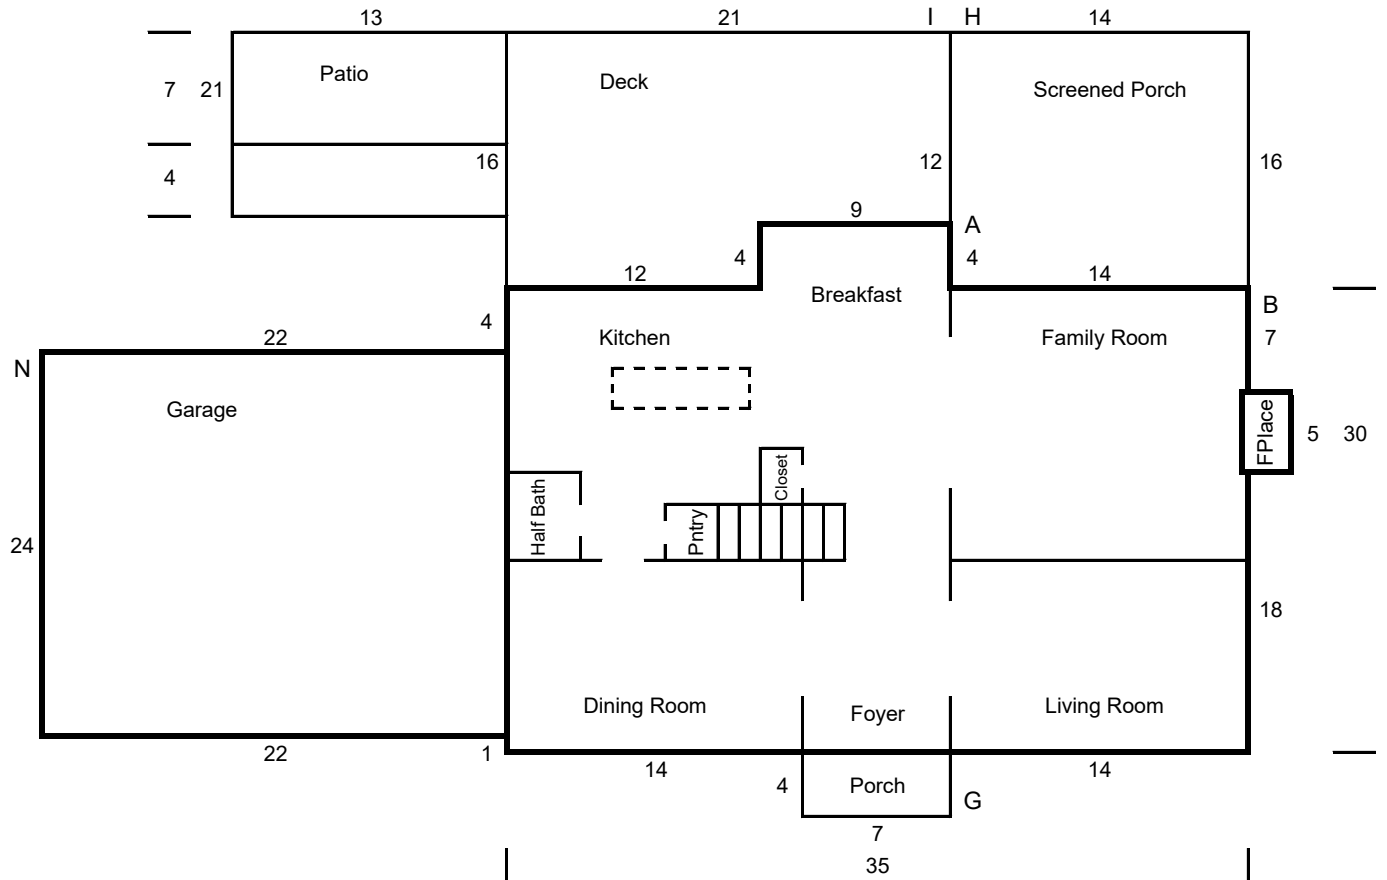 13 21 I H 14
7 21 Patio Deck Screened Porch
4 16 12 16
9 A
4 4
12 14
Breakfast B
22 4 Kitchen Family Room 7
N
Garage
FPlace 5 30
Closet
Half Bath Pntry
24
18
Dining Room Foyer Living Room
22 1
14 4 Porch G 14
7
35